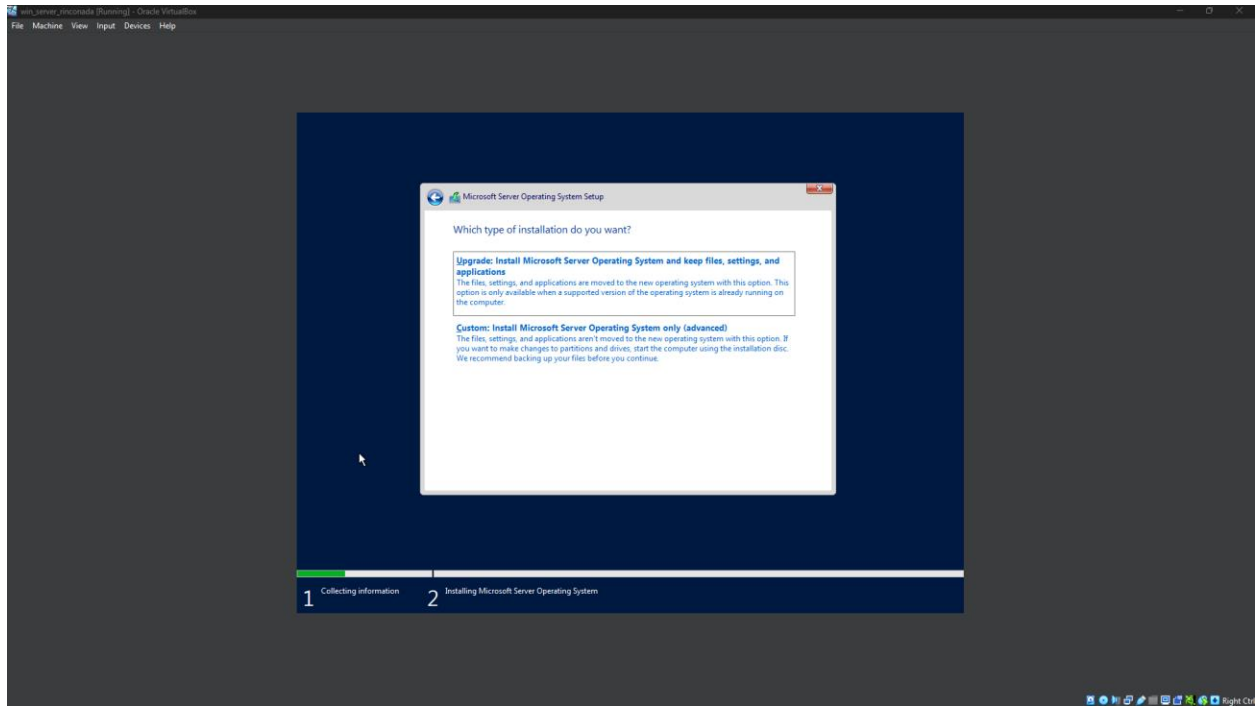 win_server_rinconada [Running] - Oracle VirtualBox
File Machine View Input Devices Help
Microsoft Server Operating System Setup
Which type of installation do you want?
Upgrade: Install Microsoft Server Operating System and keep files, settings, and
applications
The files, settings, and applications are moved to the new operating system with this option. This
option is only available when a supported version of the operating system is already running on
the computer.
Custom: Install Microsoft Server Operating System only (advanced)
The files, settings, and applications aren't moved to the new operating system with this option. If
you want to make changes to partitions and drives, start the computer using the installation disc.
We recommend backing up your files before you continue.
1 Collecting information
2 Installing Microsoft Server Operating System
Right Ctrl